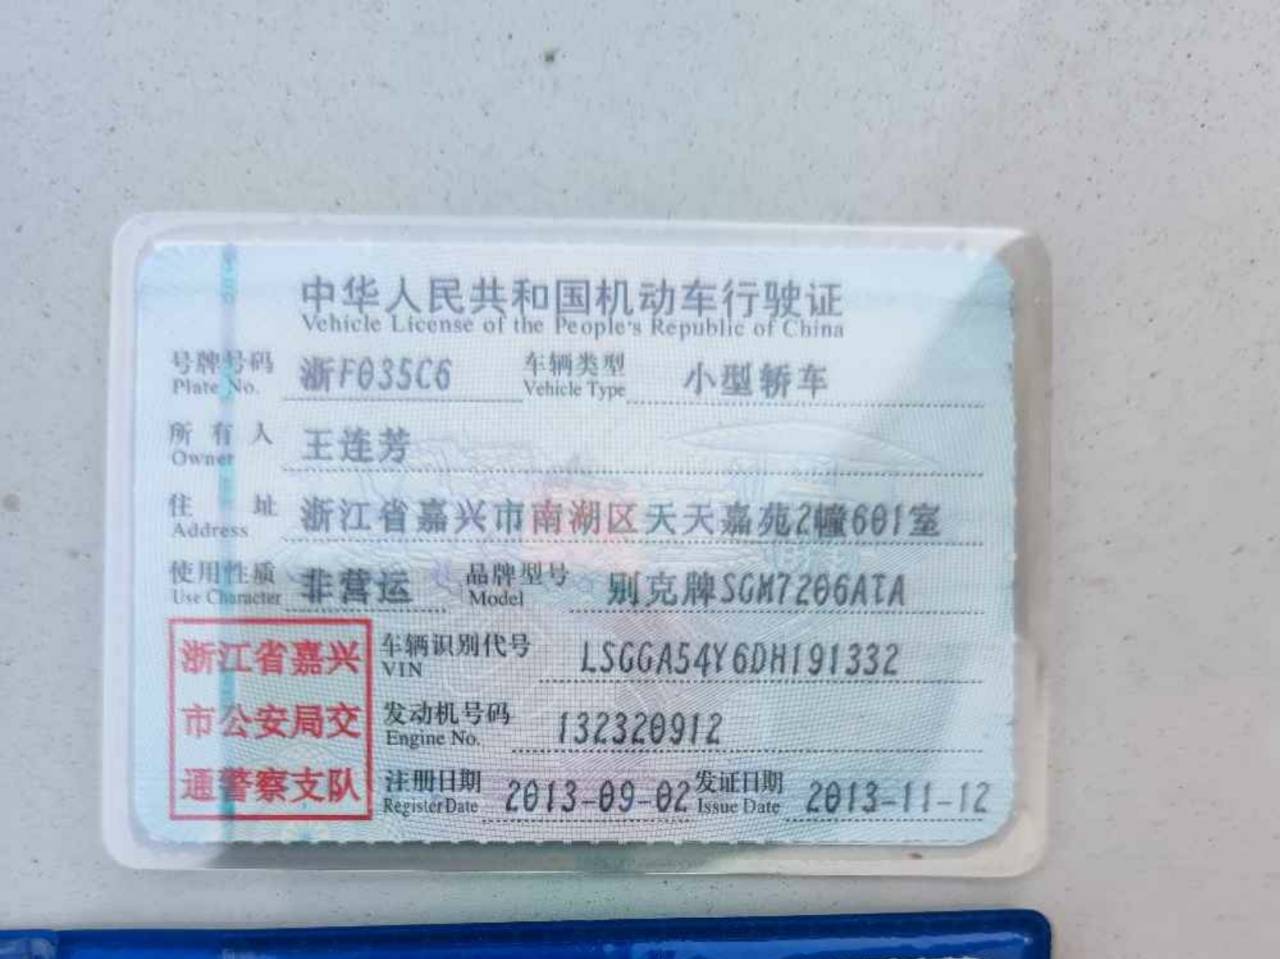 中华人民共和国机动车行驶证
Vehicle License of the People's Republic of China
号牌号码 浙F035C6 车辆类型 小型轿车
Plate No. Vehicle Type
所有人 王连芳
Owner
住址 浙江省嘉兴市南湖区天天嘉苑2幢601室
Address
使用性质 非营运 品牌型号 别克牌SGM7206ATA
Use Character Model
浙江省嘉兴 车辆识别代号 LSGGA54Y6DH191332
VIN
市公安局交 发动机号码 132320912
Engine No.
通警察支队 注册日期 2013-09-02 发证日期 2013-11-12
Register Date Issue Date